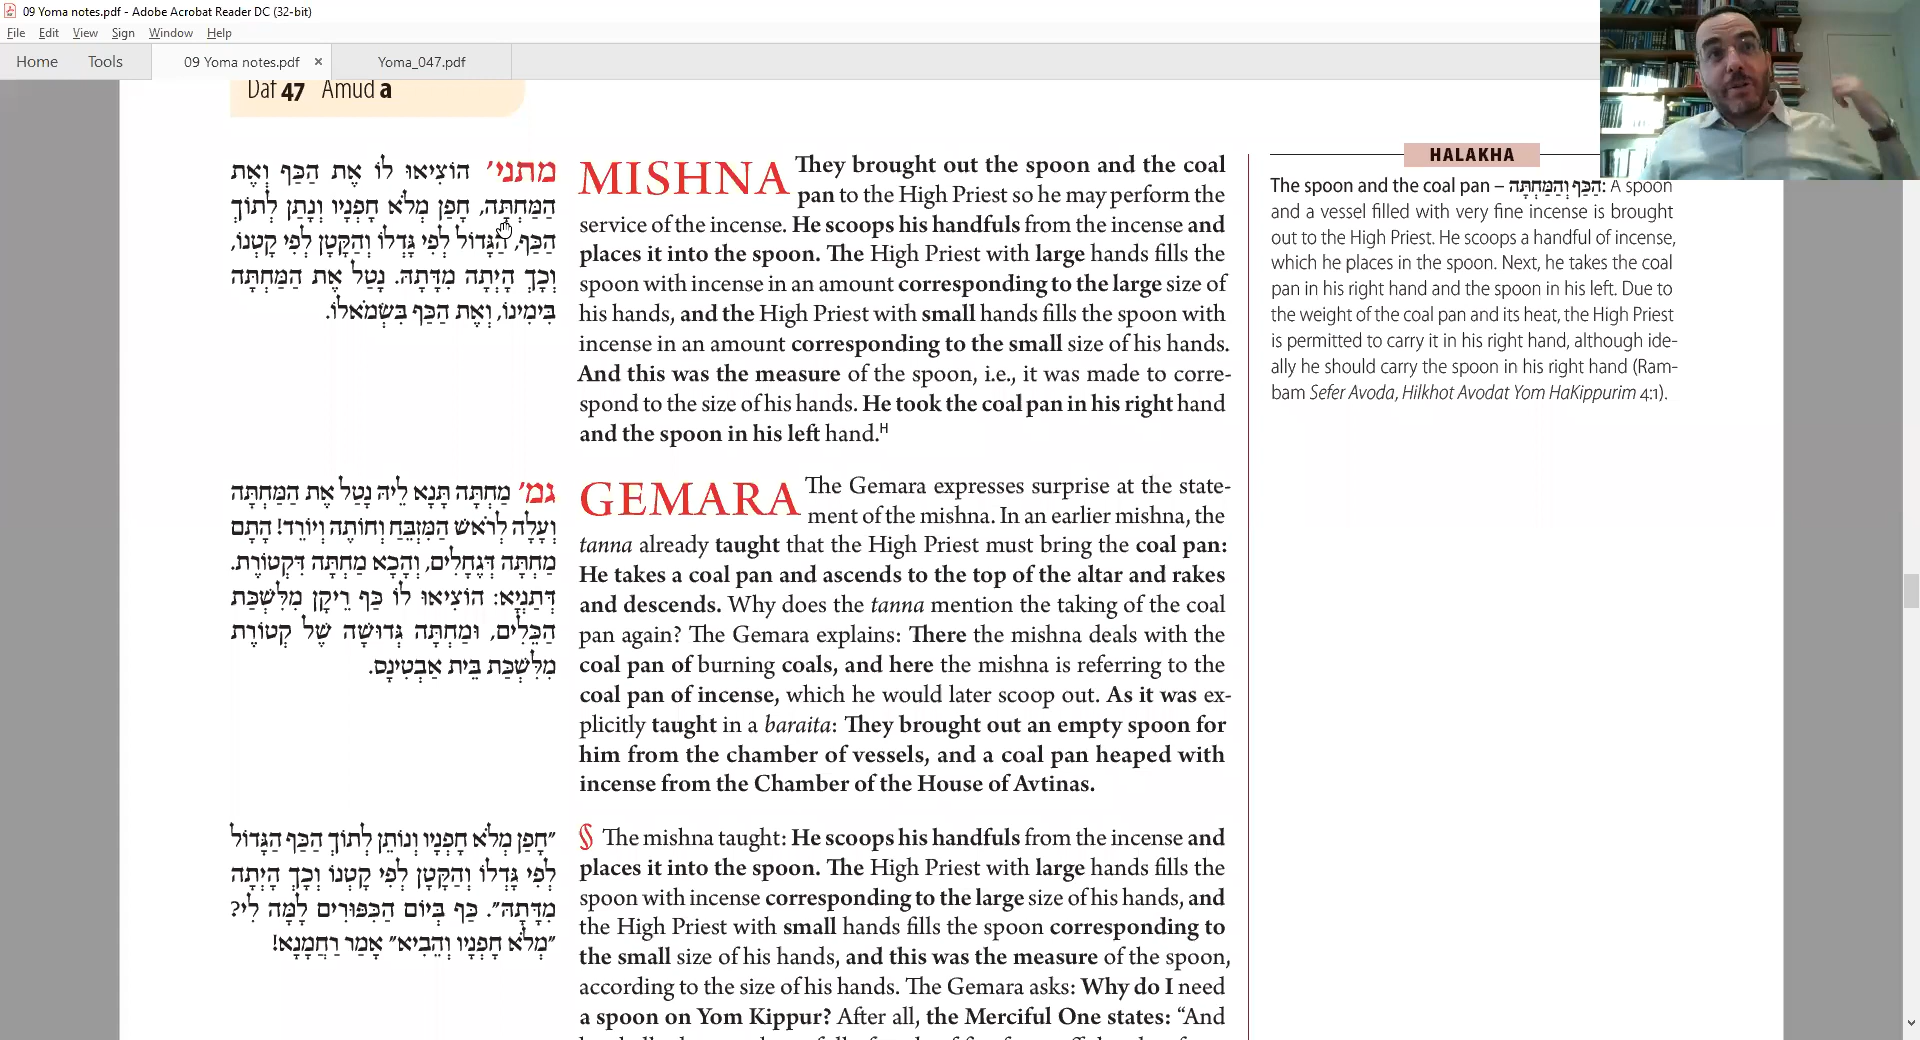 09 Yoma notes.pdf - Adobe Acrobat Reader DC (32-bit)
File Edit View Sign Window Help
Home Tools 09 Yoma notes.pdf × Yoma_047.pdf
Daf 47 Amud a
מתני׳ הוֹצִיאוּ לוֹ אֶת הַכַּף וְאֶת
הַמַּחְתָּה, חָפַן מְלֹא חָפְנָיו וְנָתַן לְתוֹךְ
הַכַּף, הַגָּדוֹל לְפִי גָּדְלוֹ וְהַקָּטָן לְפִי קָטְנוֹ,
וְכָךְ הָיְתָה מִדָּתָהּ. נָטַל אֶת הַמַּחְתָּה
בִּימִינוֹ, וְאֶת הַכַּף בִּשְׂמֹאלוֹ.
MISHNA They brought out the spoon and the coal
pan to the High Priest so he may perform the
service of the incense. He scoops his handfuls from the incense and
places it into the spoon. The High Priest with large hands fills the
spoon with incense in an amount corresponding to the large size of
his hands, and the High Priest with small hands fills the spoon with
incense in an amount corresponding to the small size of his hands.
And this was the measure of the spoon, i.e., it was made to corre-
spond to the size of his hands. He took the coal pan in his right hand
and the spoon in his left hand.H
HALAKHA
The spoon and the coal pan – הַכַּף וְהַמַּחְתָּה: A spoon
and a vessel filled with very fine incense is brought
out to the High Priest. He scoops a handful of incense,
which he places in the spoon. Next, he takes the coal
pan in his right hand and the spoon in his left. Due to
the weight of the coal pan and its heat, the High Priest
is permitted to carry it in his right hand, although ide-
ally he should carry the spoon in his right hand (Ram-
bam Sefer Avoda, Hilkhot Avodat Yom HaKippurim 4:1).
גמ׳ מַחְתָּה תָּנָא לֵיהּ נָטַל אֶת הַמַּחְתָּה
וְעָלָה לְרֹאשׁ הַמִּזְבֵּחַ וְחוֹתֶה וְיוֹרֵד! הָתָם
מַחְתָּה דְּגֶחָלִים, וְהָכָא מַחְתָּה דִּקְטוֹרֶת.
דְּתַנְיָא: הוֹצִיאוּ לוֹ כַּף רֵיקָן מִלִּשְׁכַּת
הַכֵּלִים, וּמַחְתָּה גְּדוּשָׁה שֶׁל קְטוֹרֶת
מִלִּשְׁכַּת בֵּית אַבְטִינָס.
GEMARA The Gemara expresses surprise at the state-
ment of the mishna. In an earlier mishna, the
tanna already taught that the High Priest must bring the coal pan:
He takes a coal pan and ascends to the top of the altar and rakes
and descends. Why does the tanna mention the taking of the coal
pan again? The Gemara explains: There the mishna deals with the
coal pan of burning coals, and here the mishna is referring to the
coal pan of incense, which he would later scoop out. As it was ex-
plicitly taught in a baraita: They brought out an empty spoon for
him from the chamber of vessels, and a coal pan heaped with
incense from the Chamber of the House of Avtinas.
״חָפַן מְלֹא חָפְנָיו וְנוֹתֵן לְתוֹךְ הַכַּף הַגָּדוֹל
לְפִי גָּדְלוֹ וְהַקָּטָן לְפִי קָטְנוֹ וְכָךְ הָיְתָה
מִדָּתָהּ״. כַּף בְּיוֹם הַכִּפּוּרִים לָמָּה לִי?
״מְלֹא חָפְנָיו וְהֵבִיא״ אָמַר רַחֲמָנָא!
§ The mishna taught: He scoops his handfuls from the incense and
places it into the spoon. The High Priest with large hands fills the
spoon with incense corresponding to the large size of his hands, and
the High Priest with small hands fills the spoon corresponding to
the small size of his hands, and this was the measure of the spoon,
according to the size of his hands. The Gemara asks: Why do I need
a spoon on Yom Kippur? After all, the Merciful One states: “And